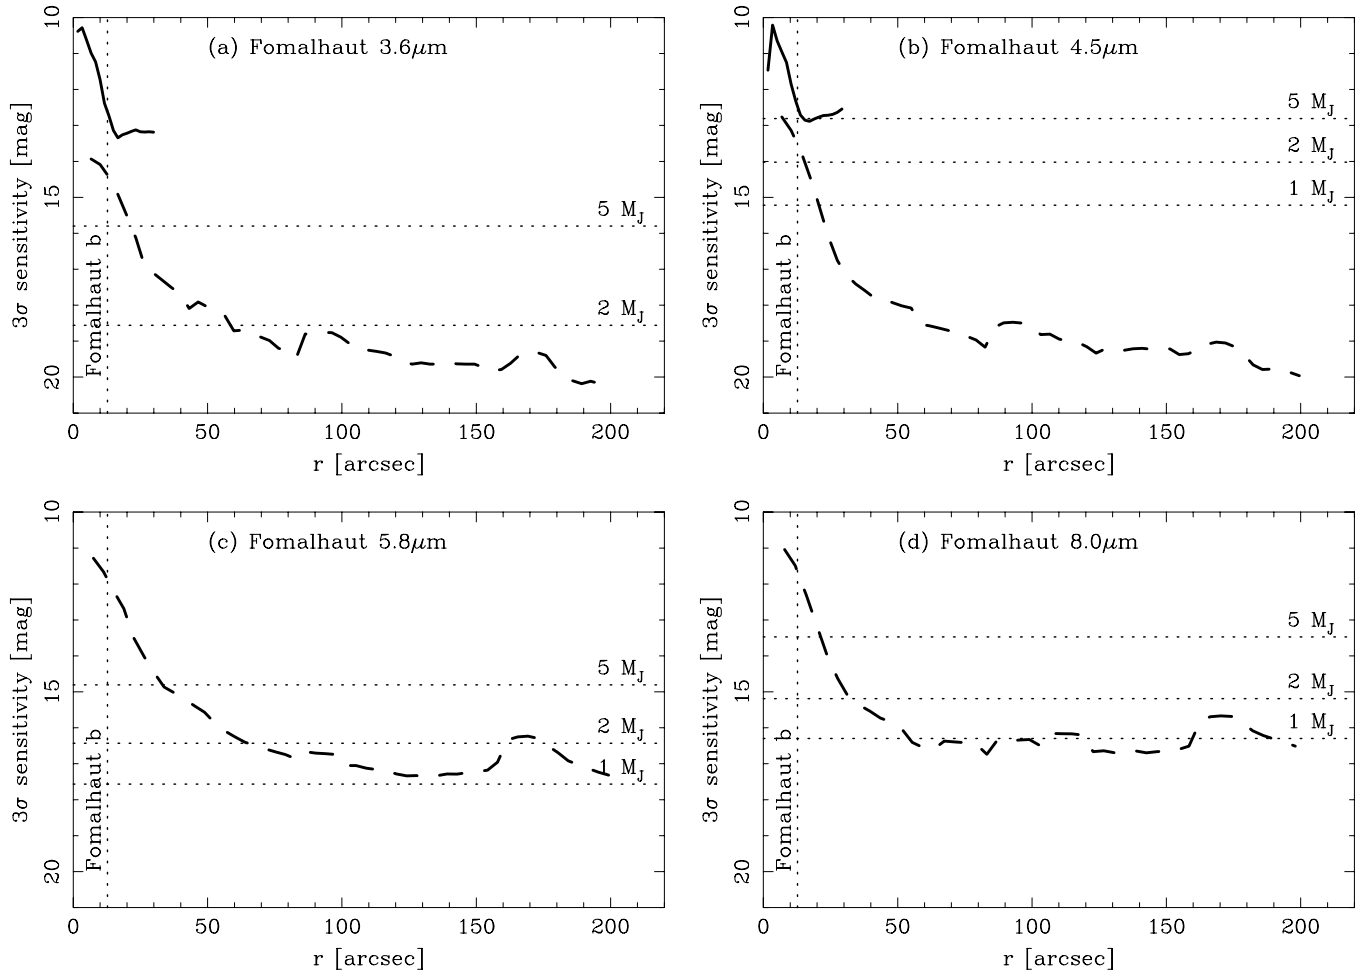 (a) Fomalhaut 3.6μm
10
15
20
3σ sensitivity [mag]
5 M_J
2 M_J
Fomalhaut b
0 50 100 150 200
r [arcsec]
(b) Fomalhaut 4.5μm
10
15
20
3σ sensitivity [mag]
5 M_J
2 M_J
1 M_J
Fomalhaut b
0 50 100 150 200
r [arcsec]
(c) Fomalhaut 5.8μm
10
15
20
3σ sensitivity [mag]
5 M_J
2 M_J
1 M_J
Fomalhaut b
0 50 100 150 200
r [arcsec]
(d) Fomalhaut 8.0μm
10
15
20
3σ sensitivity [mag]
5 M_J
2 M_J
1 M_J
Fomalhaut b
0 50 100 150 200
r [arcsec]